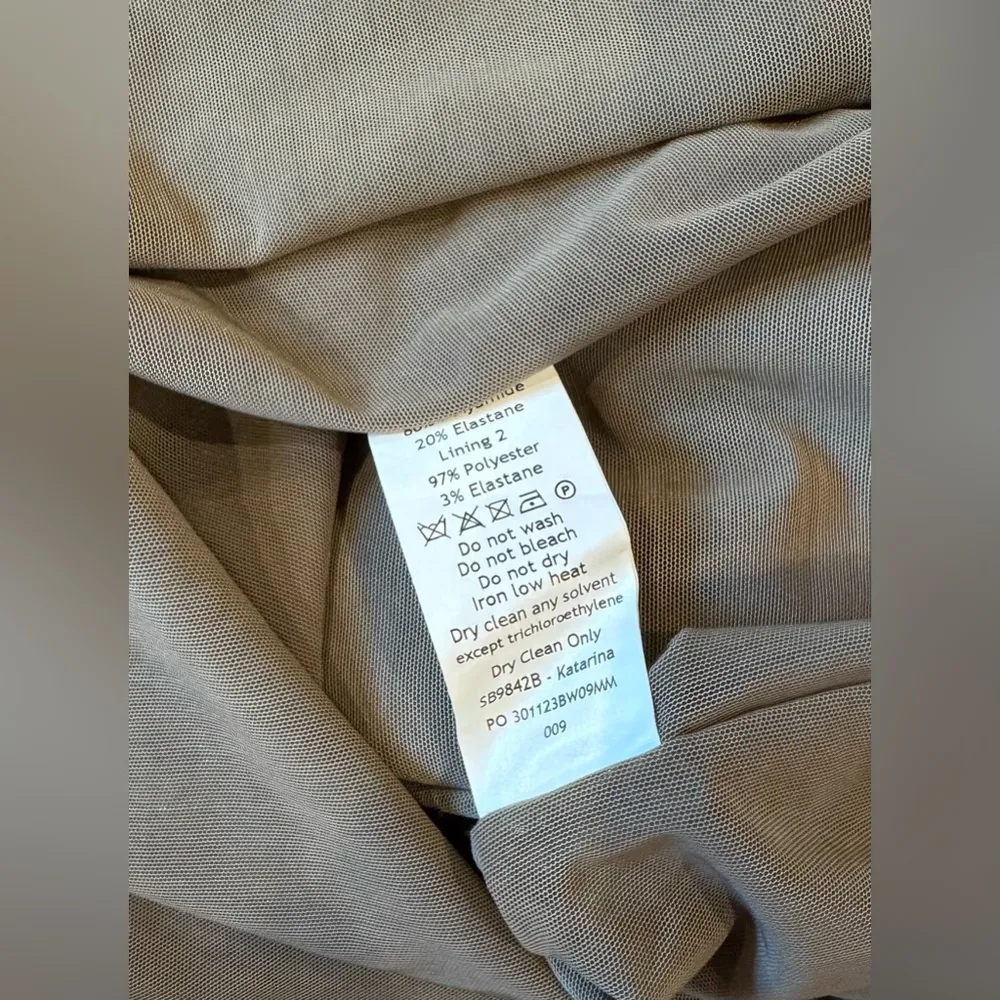 20% Elastane
Lining 2
97% Polyester
3% Elastane
P
Do not wash
Do not bleach
Do not dry
Iron low heat
Dry clean any solvent
except trichloroethylene
Dry Clean Only
SB9842B - Katarina
PO 301123BW09MM
009